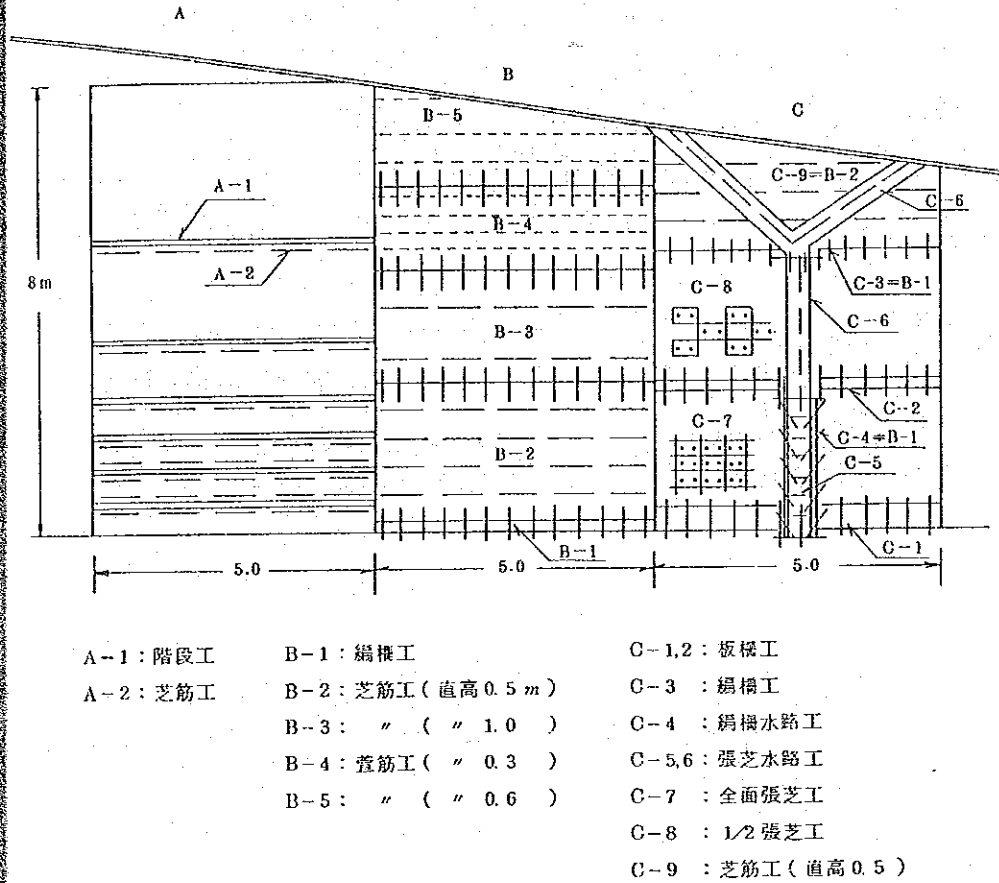 A
B
C
B-5
A-1
C-9=B-2
C-6
B-4
A-2
8m
C-8
C-3=B-1
B-3
C-6
C-2
C-7
C-4=B-1
B-2
C-5
B-1
C-1
5.0
5.0
5.0
A-1：階段工
A-2：芝筋工
B-1：編柵工
B-2：芝筋工（直高0.5m）
B-3：〃（〃 1.0 ）
B-4：萱筋工（〃 0.3 ）
B-5：〃（〃 0.6 ）
C-1,2：板柵工
C-3：編柵工
C-4：編柵水路工
C-5,6：張芝水路工
C-7：全面張芝工
C-8：1/2張芝工
C-9：芝筋工（直高0.5）